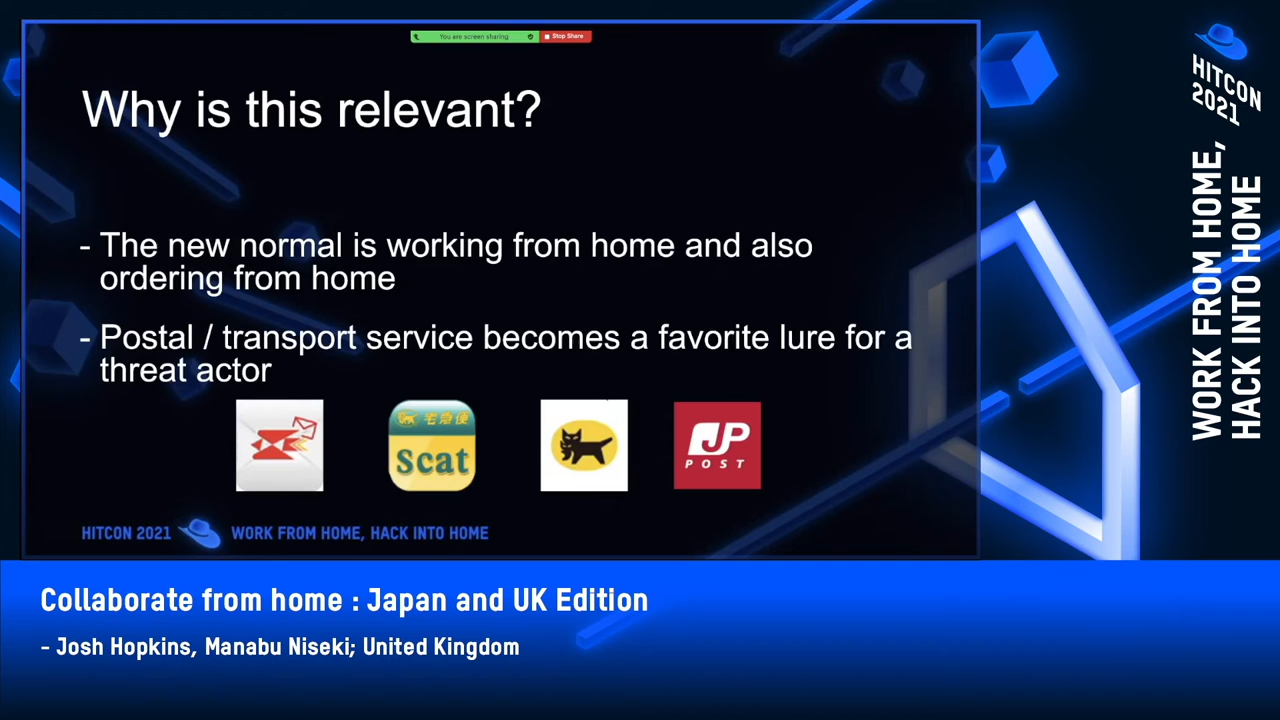 You are screen sharing
Stop Share
Why is this relevant?
- The new normal is working from home and also
ordering from home
- Postal / transport service becomes a favorite lure for a
threat actor
宅急便
Scat
JP
POST
HITCON 2021
WORK FROM HOME, HACK INTO HOME
HITCON
2021
WORK FROM HOME,
HACK INTO HOME
Collaborate from home : Japan and UK Edition
- Josh Hopkins, Manabu Niseki; United Kingdom